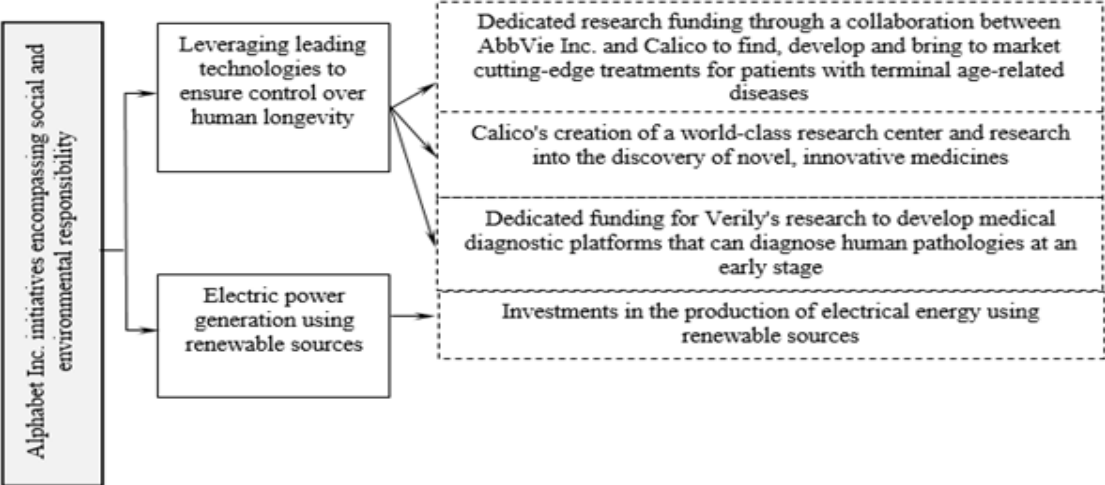 Alphabet Inc. initiatives encompassing social and
environmental responsibility
Leveraging leading
technologies to
ensure control over
human longevity
Dedicated research funding through a collaboration between
AbbVie Inc. and Calico to find, develop and bring to market
cutting-edge treatments for patients with terminal age-related
diseases
Calico's creation of a world-class research center and research
into the discovery of novel, innovative medicines
Dedicated funding for Verily's research to develop medical
diagnostic platforms that can diagnose human pathologies at an
early stage
Electric power
generation using
renewable sources
Investments in the production of electrical energy using
renewable sources